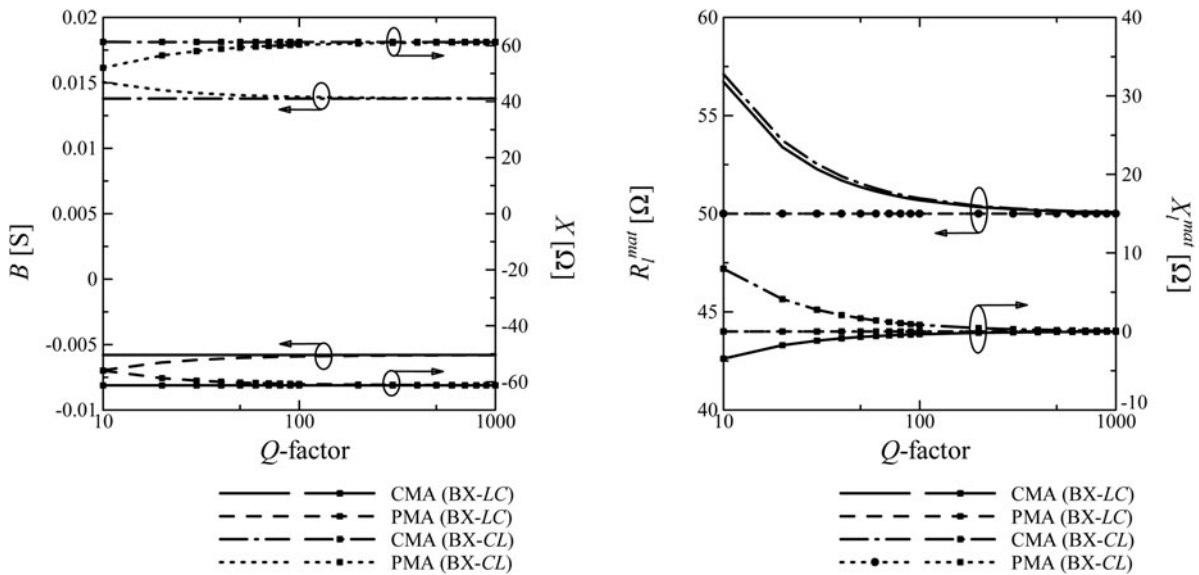 0.02
0.015
0.01
0.005
0
-0.005
-0.01
B [S]
60
40
20
0
-20
-40
-60
X [℧]
10
100
1000
Q-factor
CMA (BX-LC)
PMA (BX-LC)
CMA (BX-CL)
PMA (BX-CL)
60
55
50
45
40
R_l^mat [Ω]
40
30
20
10
0
-10
X_l^mat [℧]
10
100
1000
Q-factor
CMA (BX-LC)
PMA (BX-LC)
CMA (BX-CL)
PMA (BX-CL)